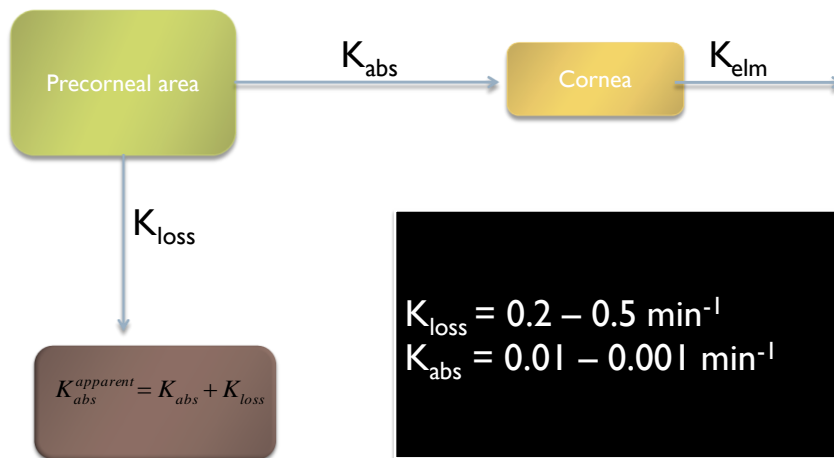 Precorneal area
K_abs
Cornea
K_elm
K_loss
K_loss = 0.2 – 0.5 min⁻¹
K_abs = 0.01 – 0.001 min⁻¹
K_abs^apparent = K_abs + K_loss